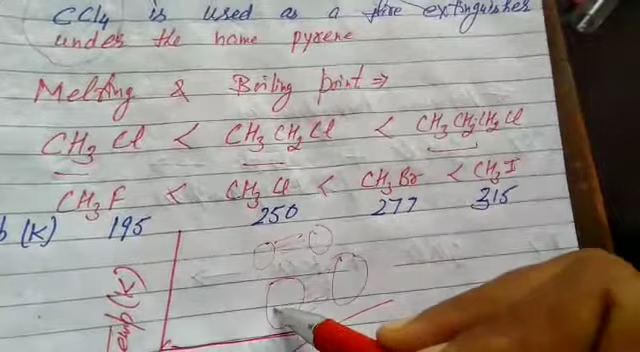 CCl4 is used as a fire extinguisher
under the name pyrene
Melting & Boiling point ⇒
CH3Cl < CH3CH2Cl < CH3CH2CH2Cl
CH3F < CH3Cl < CH3Br < CH3I
b (K) 195 250 277 315
Temp (K)